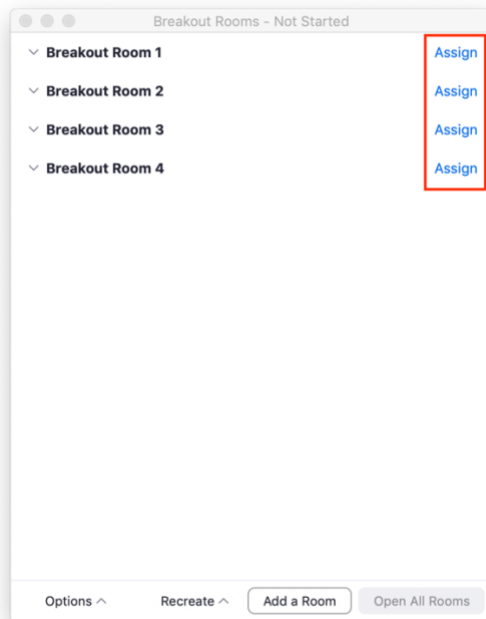 Breakout Rooms - Not Started
Breakout Room 1 Assign
Breakout Room 2 Assign
Breakout Room 3 Assign
Breakout Room 4 Assign
Options Recreate Add a Room Open All Rooms